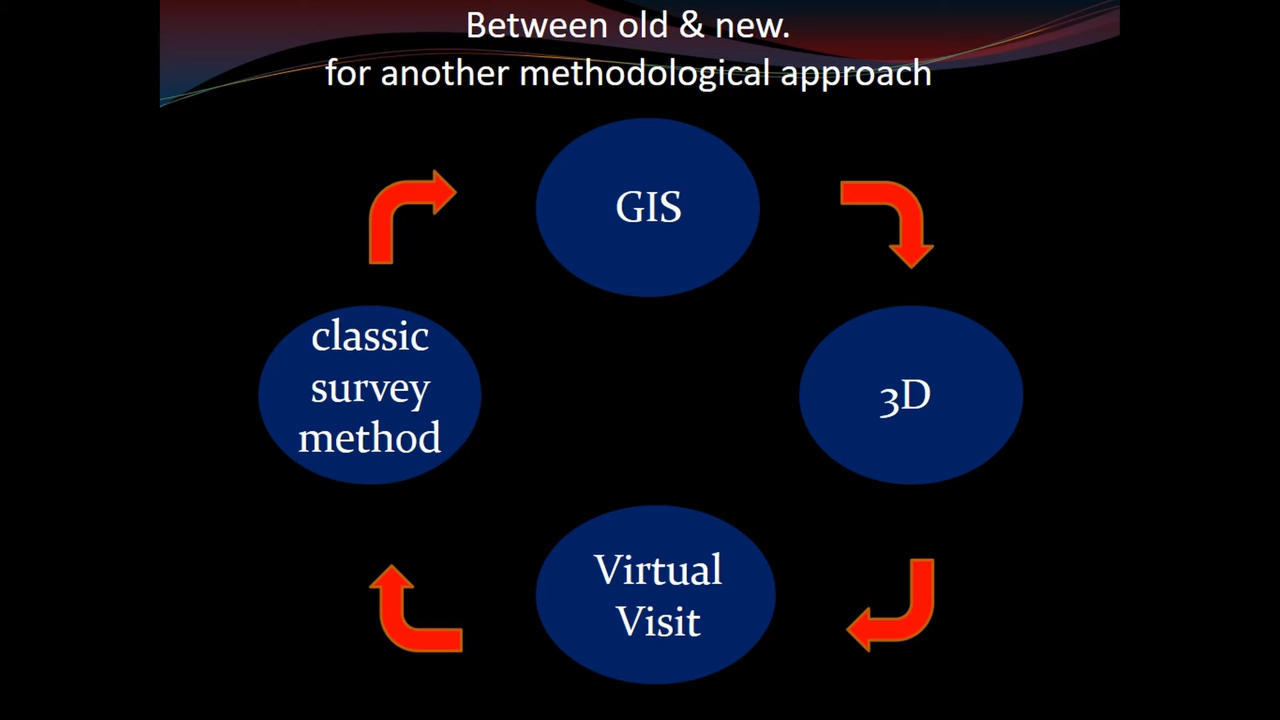 Between old & new.
for another methodological approach
GIS
classic
survey
method
3D
Virtual
Visit